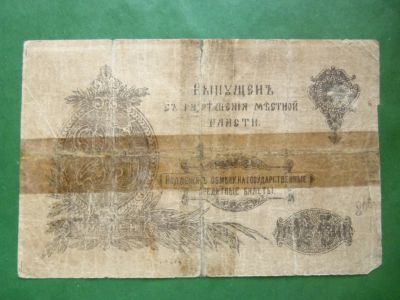 ВЫПУЩЕНЪ
СЪ РАЗРѢШЕНІЯ МѢСТНОЙ
ВЛАСТИ.
ПОДЛЕЖИТЪ ОБМѢНУ НА ГОСУДАРСТВЕННЫЕ
КРЕДИТНЫЕ БИЛЕТЫ.